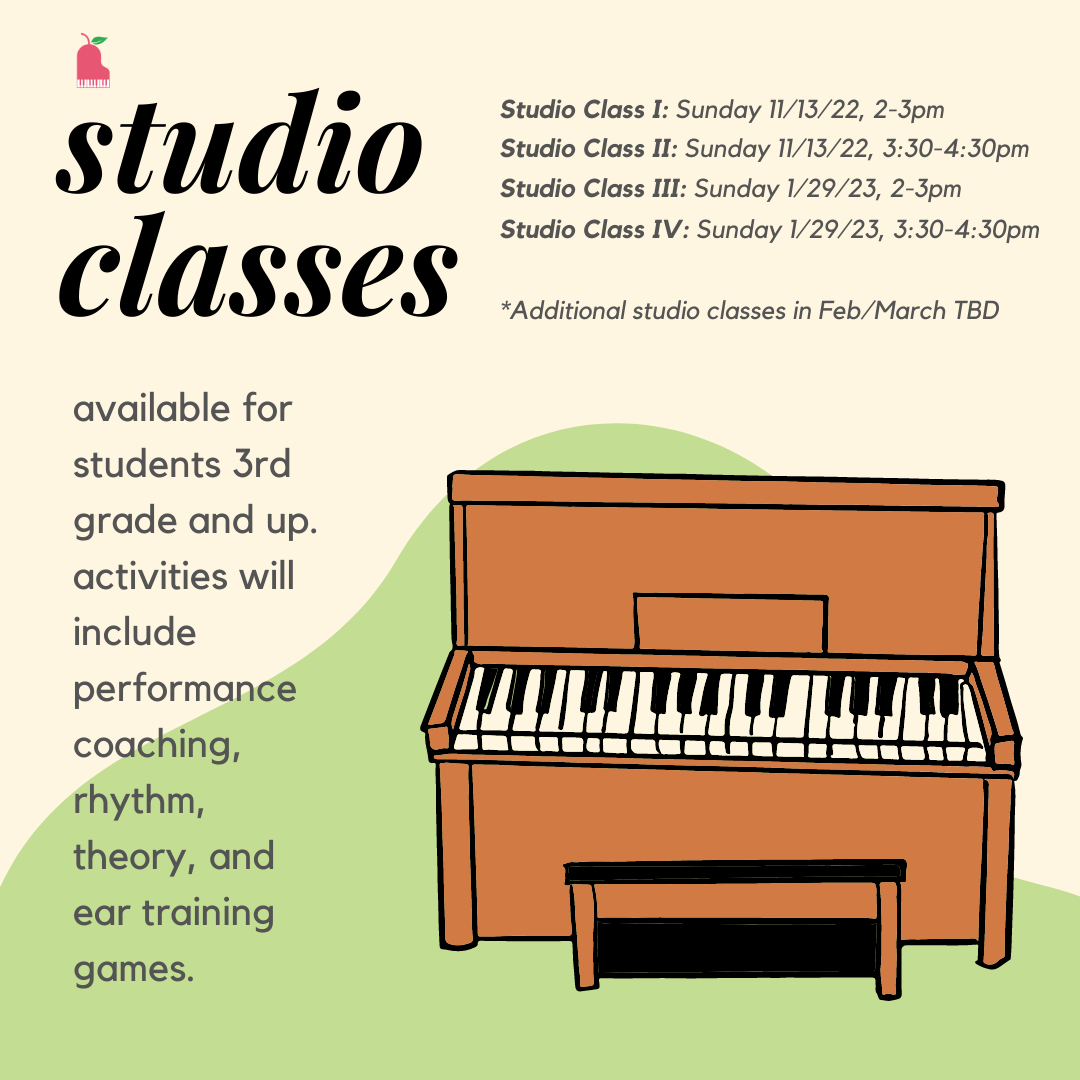 studio
classes
Studio Class I: Sunday 11/13/22, 2-3pm
Studio Class II: Sunday 11/13/22, 3:30-4:30pm
Studio Class III: Sunday 1/29/23, 2-3pm
Studio Class IV: Sunday 1/29/23, 3:30-4:30pm
*Additional studio classes in Feb/March TBD
available for
students 3rd
grade and up.
activities will
include
performance
coaching,
rhythm,
theory, and
ear training
games.